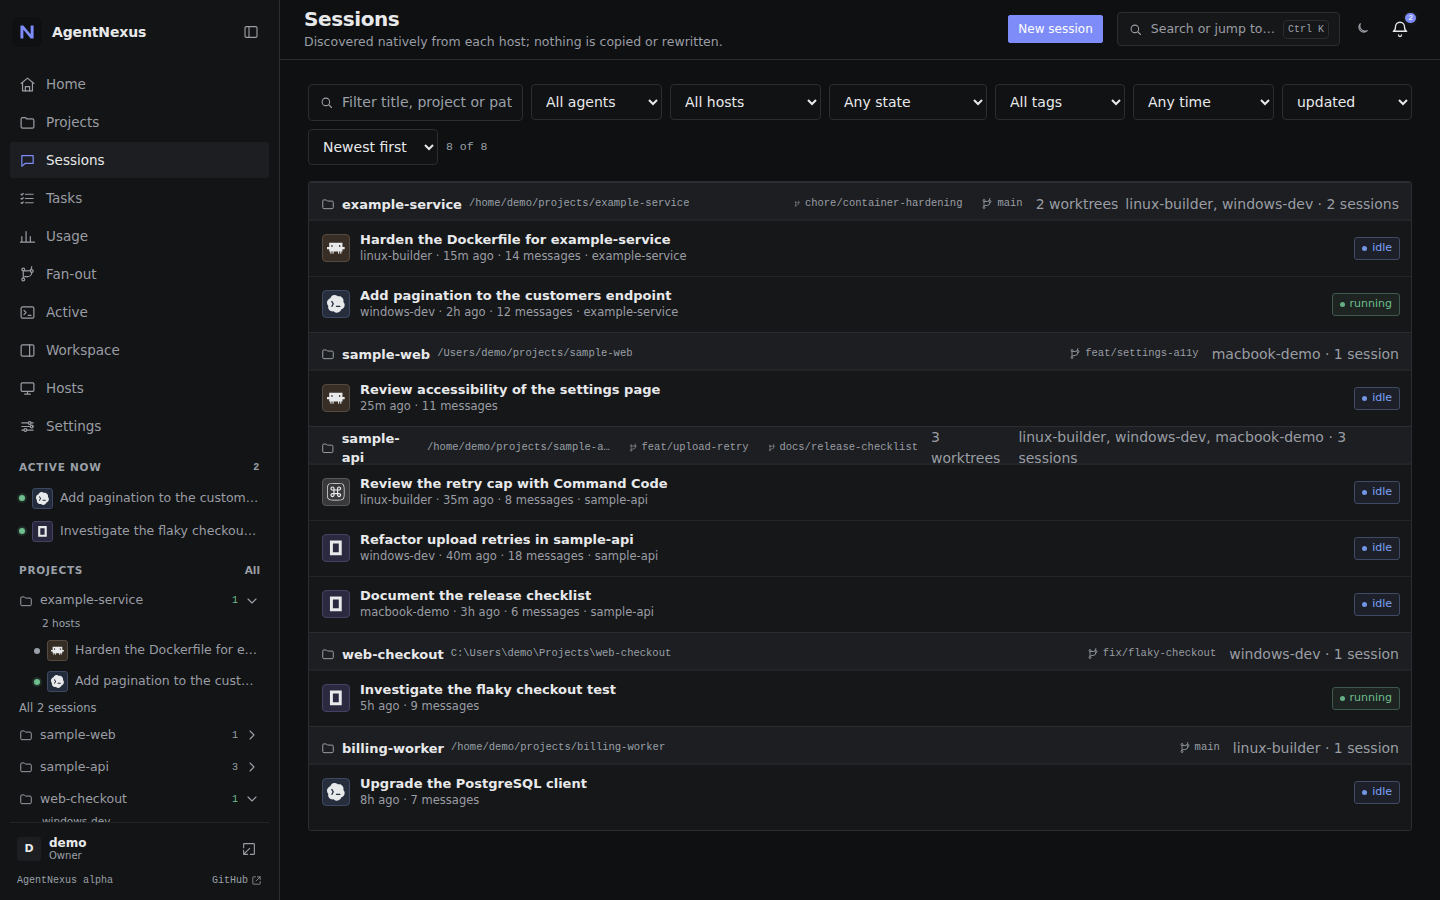 AgentNexus
Home
Projects
Sessions
Tasks
Usage
Fan-out
Active
Workspace
Hosts
Settings
ACTIVE NOW 2
Add pagination to the custom…
Investigate the flaky checkou…
PROJECTS All
example-service 1
2 hosts
Harden the Dockerfile for e…
Add pagination to the cust…
All 2 sessions
sample-web 1
sample-api 3
web-checkout 1
windows-dev
D demo
Owner
AgentNexus alpha GitHub
Sessions
Discovered natively from each host; nothing is copied or rewritten.
New session
Search or jump to… Ctrl K
2
Filter title, project or pat
All agents
All hosts
Any state
All tags
Any time
updated
Newest first
8 of 8
example-service /home/demo/projects/example-service chore/container-hardening main 2 worktrees linux-builder, windows-dev · 2 sessions
Harden the Dockerfile for example-service
linux-builder · 15m ago · 14 messages · example-service
idle
Add pagination to the customers endpoint
windows-dev · 2h ago · 12 messages · example-service
running
sample-web /Users/demo/projects/sample-web feat/settings-a11y macbook-demo · 1 session
Review accessibility of the settings page
25m ago · 11 messages
idle
sample-api /home/demo/projects/sample-a… feat/upload-retry docs/release-checklist 3 worktrees linux-builder, windows-dev, macbook-demo · 3 sessions
Review the retry cap with Command Code
linux-builder · 35m ago · 8 messages · sample-api
idle
Refactor upload retries in sample-api
windows-dev · 40m ago · 18 messages · sample-api
idle
Document the release checklist
macbook-demo · 3h ago · 6 messages · sample-api
idle
web-checkout C:\Users\demo\Projects\web-checkout fix/flaky-checkout windows-dev · 1 session
Investigate the flaky checkout test
5h ago · 9 messages
running
billing-worker /home/demo/projects/billing-worker main linux-builder · 1 session
Upgrade the PostgreSQL client
8h ago · 7 messages
idle